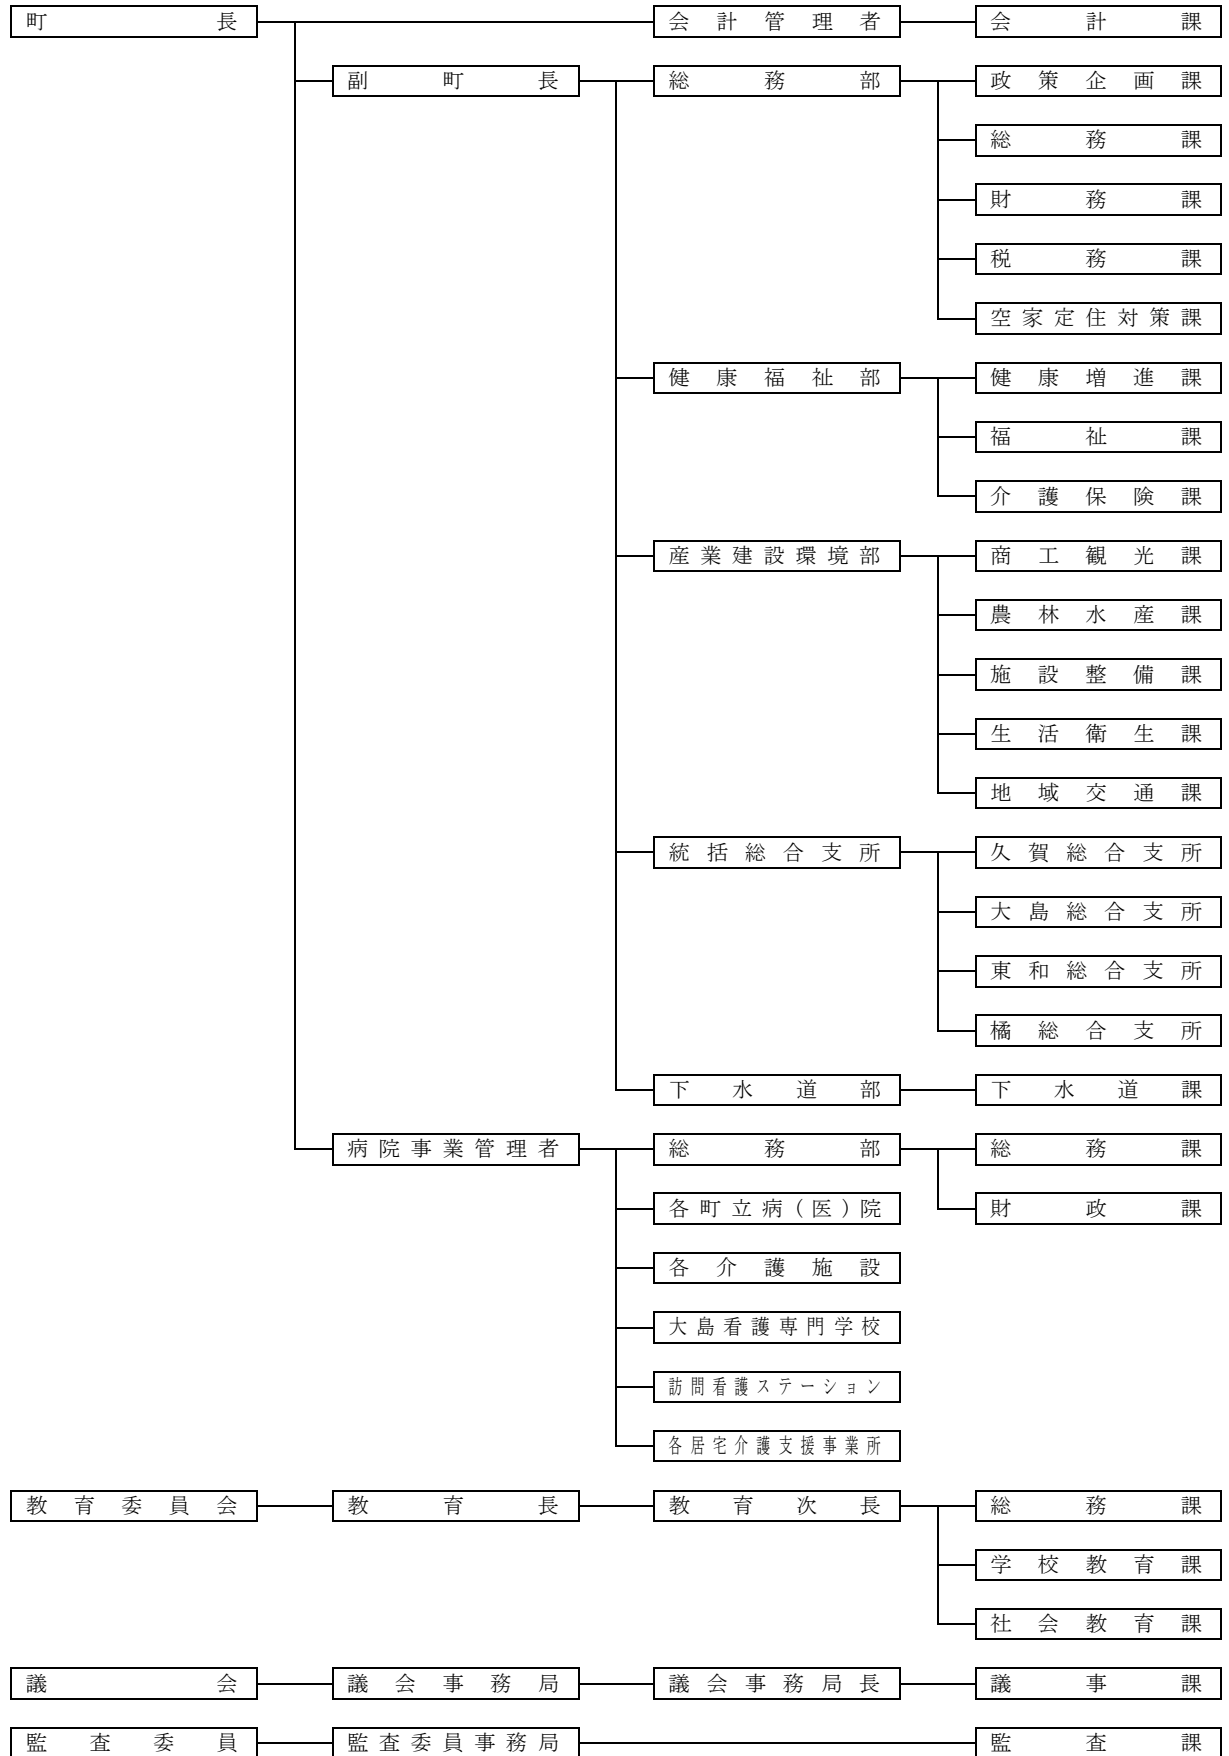 町長 会計管理者 会計課
副町長 総務部 政策企画課
総務課
財務課
税務課
空家定住対策課
健康福祉部 健康増進課
福祉課
介護保険課
産業建設環境部 商工観光課
農林水産課
施設整備課
生活衛生課
地域交通課
統括総合支所 久賀総合支所
大島総合支所
東和総合支所
橘総合支所
下水道部 下水道課
病院事業管理者 総務部 総務課
各町立病(医)院 財政課
各介護施設
大島看護専門学校
訪問看護ステーション
各居宅介護支援事業所
教育委員会 教育長 教育次長 総務課
学校教育課
社会教育課
議会 議会事務局 議会事務局長 議事課
監査委員 監査委員事務局 監査課